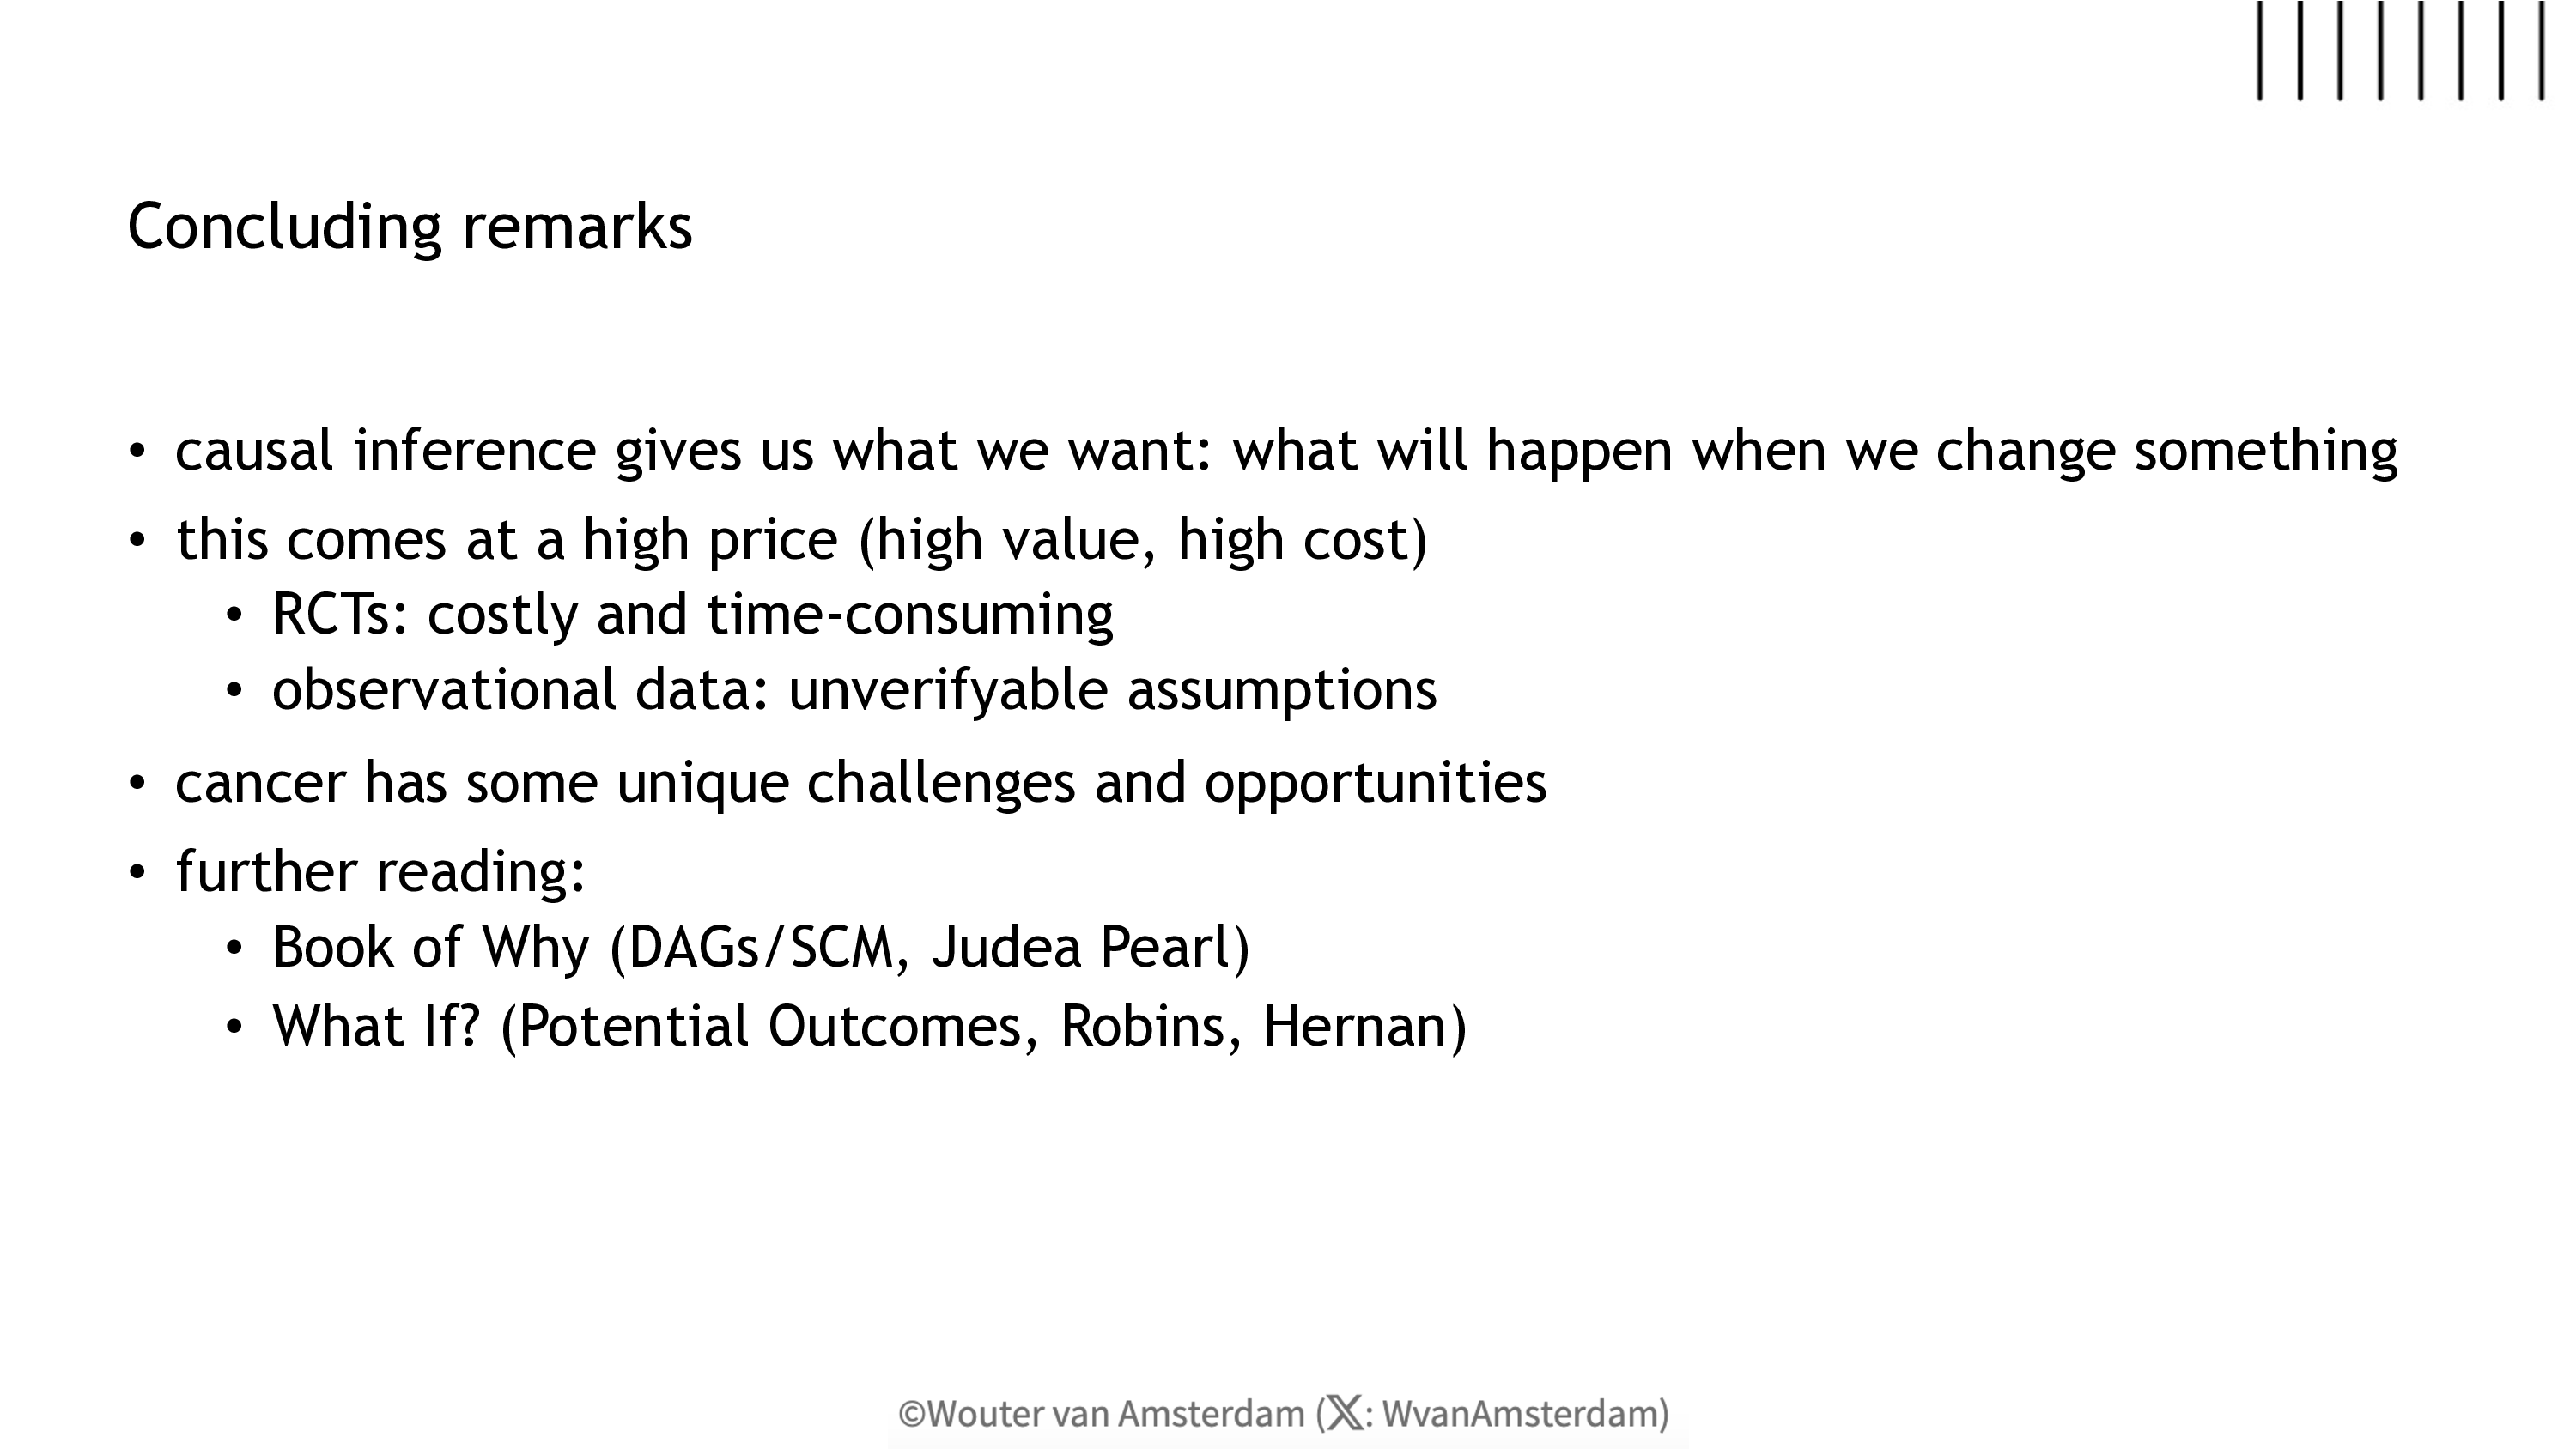 Concluding remarks
• causal inference gives us what we want: what will happen when we change something
• this comes at a high price (high value, high cost)
• RCTs: costly and time-consuming
• observational data: unverifyable assumptions
• cancer has some unique challenges and opportunities
• further reading:
• Book of Why (DAGs/SCM, Judea Pearl)
• What If? (Potential Outcomes, Robins, Hernan)
©Wouter van Amsterdam (𝕏: WvanAmsterdam)